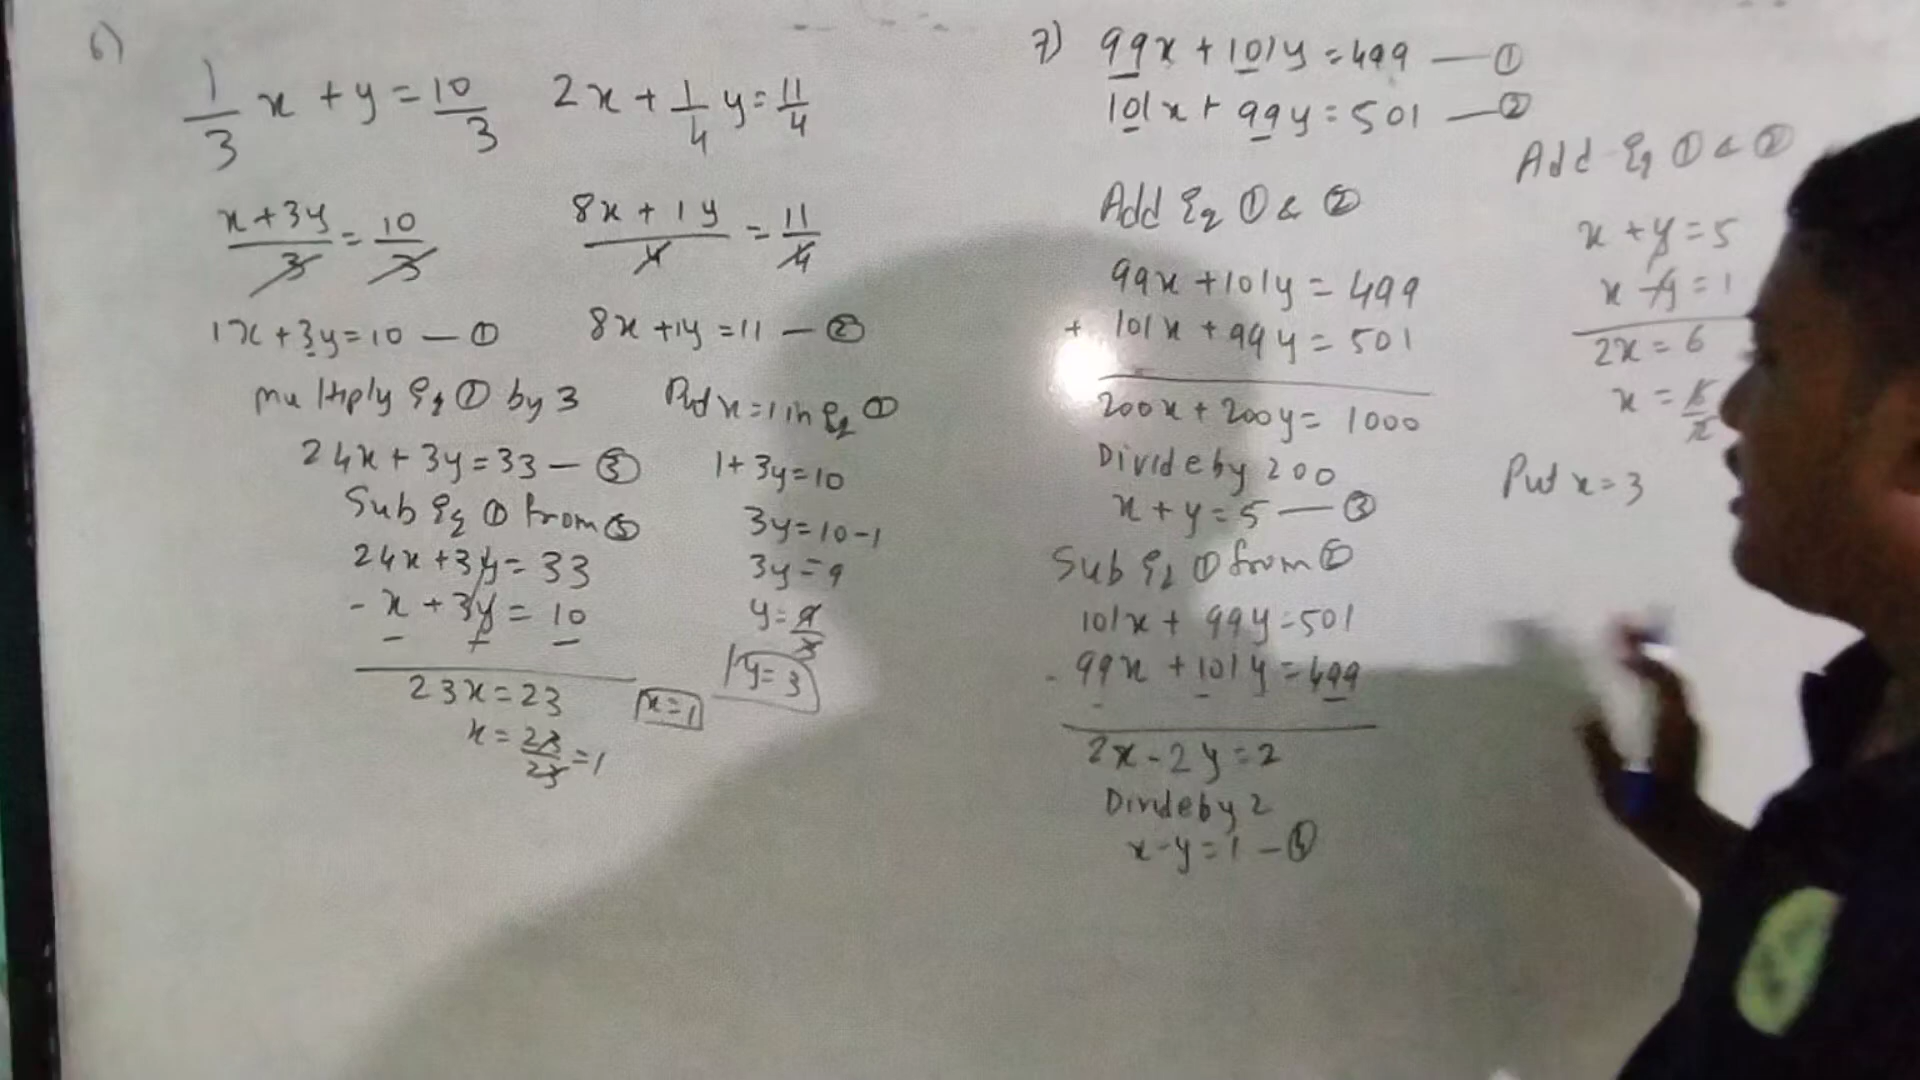 6)
1/3 x + y = 10/3   2x + 1/4 y = 11/4
x + 3y / 3 = 10/3   8x + 1y / 4 = 11/4
1x + 3y = 10 — ①   8x + 1y = 11 — ②
multiply Eq ① by 3
24x + 3y = 33 — ③
Sub Eq ① from ③
24x + 3y = 33
- x + 3y = 10
23x = 23
x = 23/23 = 1
x = 1
Put x = 1 in Eq ①
1 + 3y = 10
3y = 10 - 1
3y = 9
y = 9/3
y = 3
7) 99x + 101y = 499 — ①
101x + 99y = 501 — ②
Add Eq ① & ②
99x + 101y = 499
+ 101x + 99y = 501
200x + 200y = 1000
Divide by 200
x + y = 5 — ③
Sub Eq ① from ②
101x + 99y = 501
- 99x + 101y = 499
2x - 2y = 2
Divide by 2
x - y = 1 — ④
Add Eq ① & ②
x + y = 5
x - y = 1
2x = 6
x = 6/2
Put x = 3